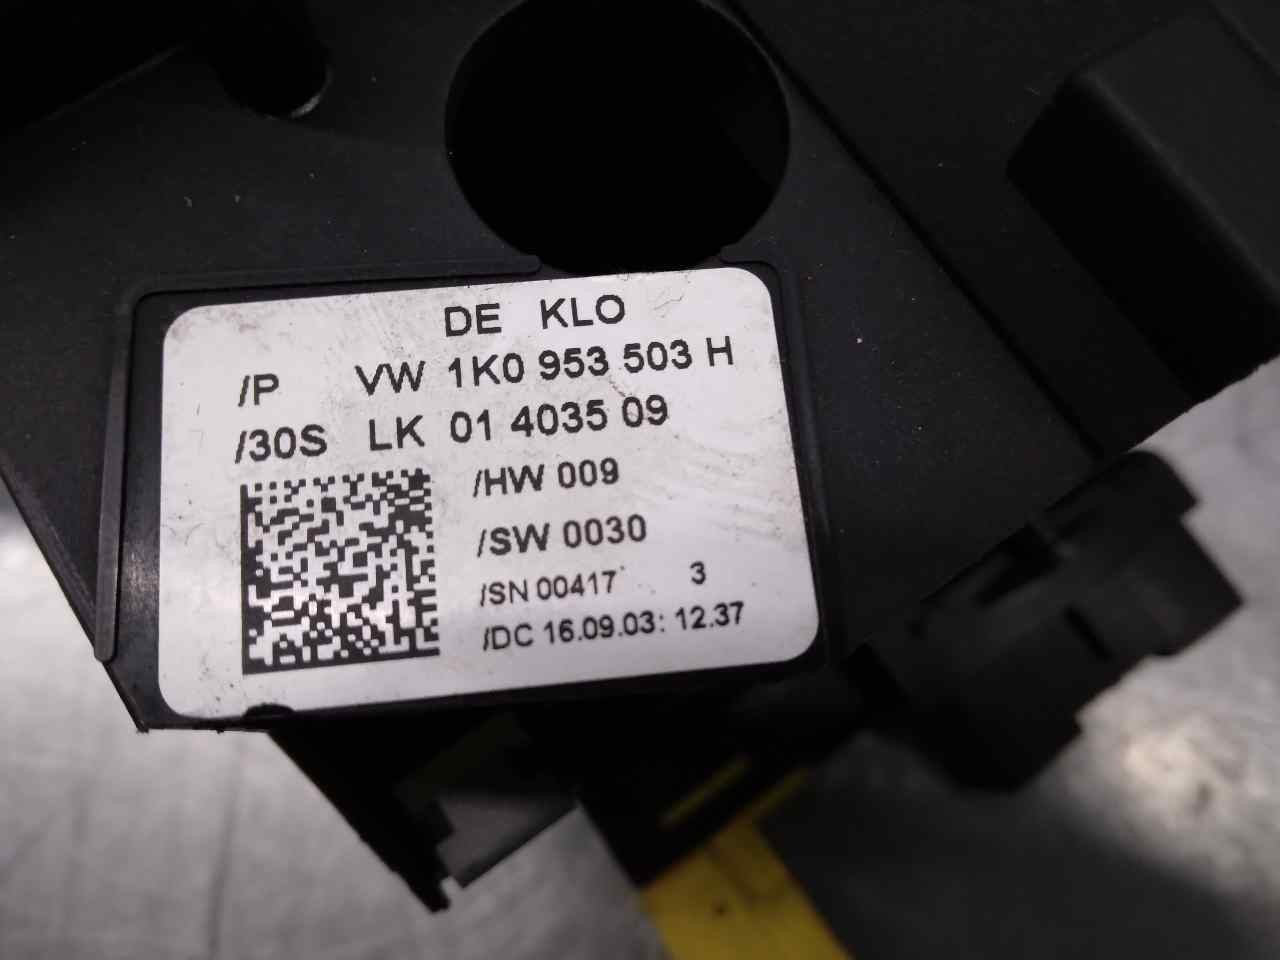 DE KLO
/P VW 1K0 953 503 H
/30S LK 01 4035 09
/HW 009
/SW 0030
/SN 00417 3
/DC 16.09.03: 12.37